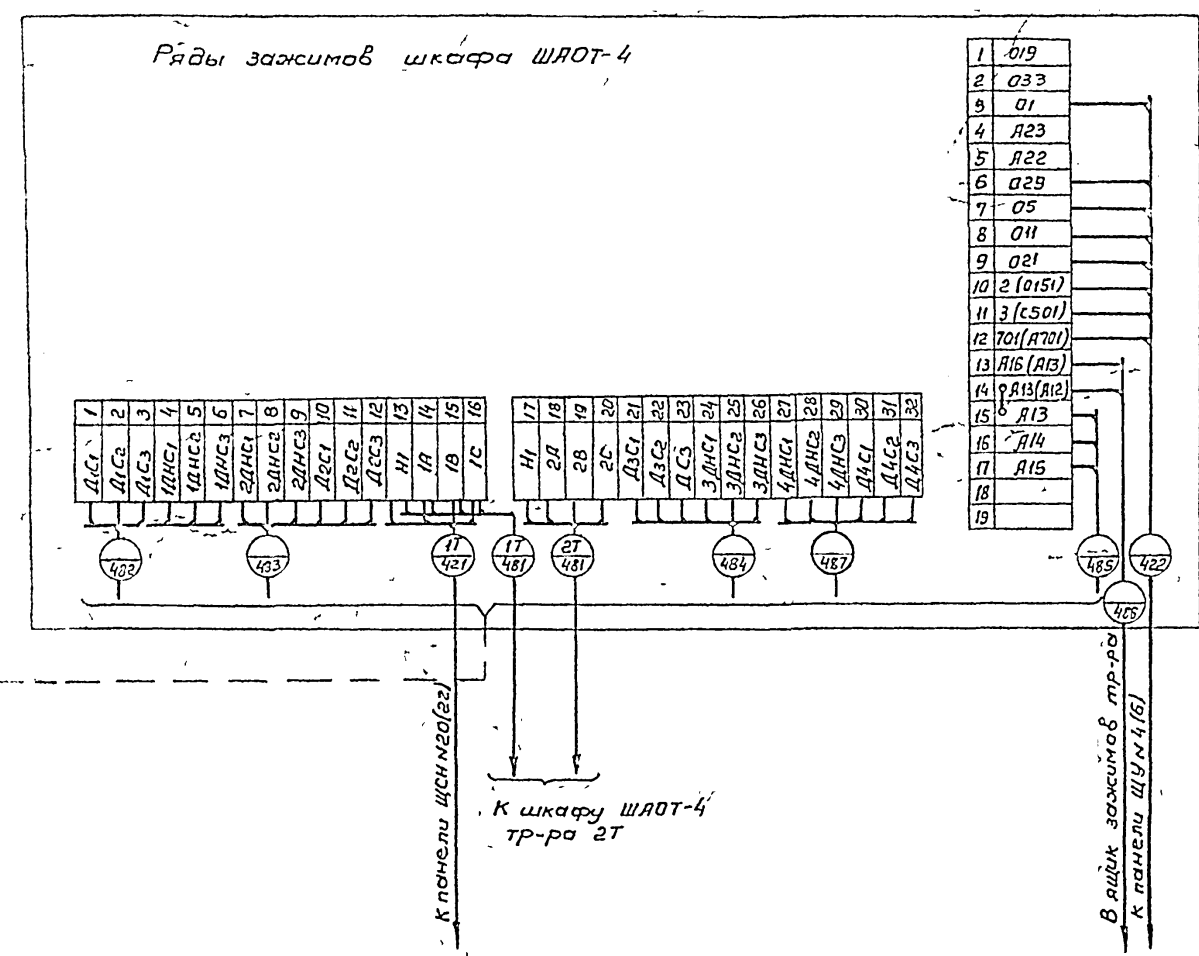 Ряды зажимов шкафа ШАОТ-4
1 019
2 033
3 01
4 А23
5 А22
6 029
7 05
8 011
9 021
10 2(0151)
11 3(С501)
12 701(А701)
13 А16(А13)
14 А13(А12)
15 А13
16 А14
17 А15
18
19
1 Д1С1
2 Д1С2
3 Д1С3
4 1ДНС1
5 1ДНС2
6 1ДНС3
7 2ДНС1
8 2ДНС2
9 2ДНС3
10 Д2С1
11 Д2С2
12 Д2С3
13 Н1
14 1А
15 1В
16 1С
17 Н1
18 2А
19 2В
20 2С
21 Д3С1
22 Д3С2
23 Д С3
24 3ДНС1
25 3ДНС2
26 3ДНС3
27 4ДНС1
28 4ДНС2
29 4ДНС3
30 Д4С1
31 Д4С2
32 Д4С3
482
483
1Т 421
1Т 481
2Т 481
484
487
485
422
К панели ЩСН N20(22)
К шкафу ШАОТ-4
тр-ра 2Т
В ящик зажимов тр-ра
К панели ЩУ N 4(6)